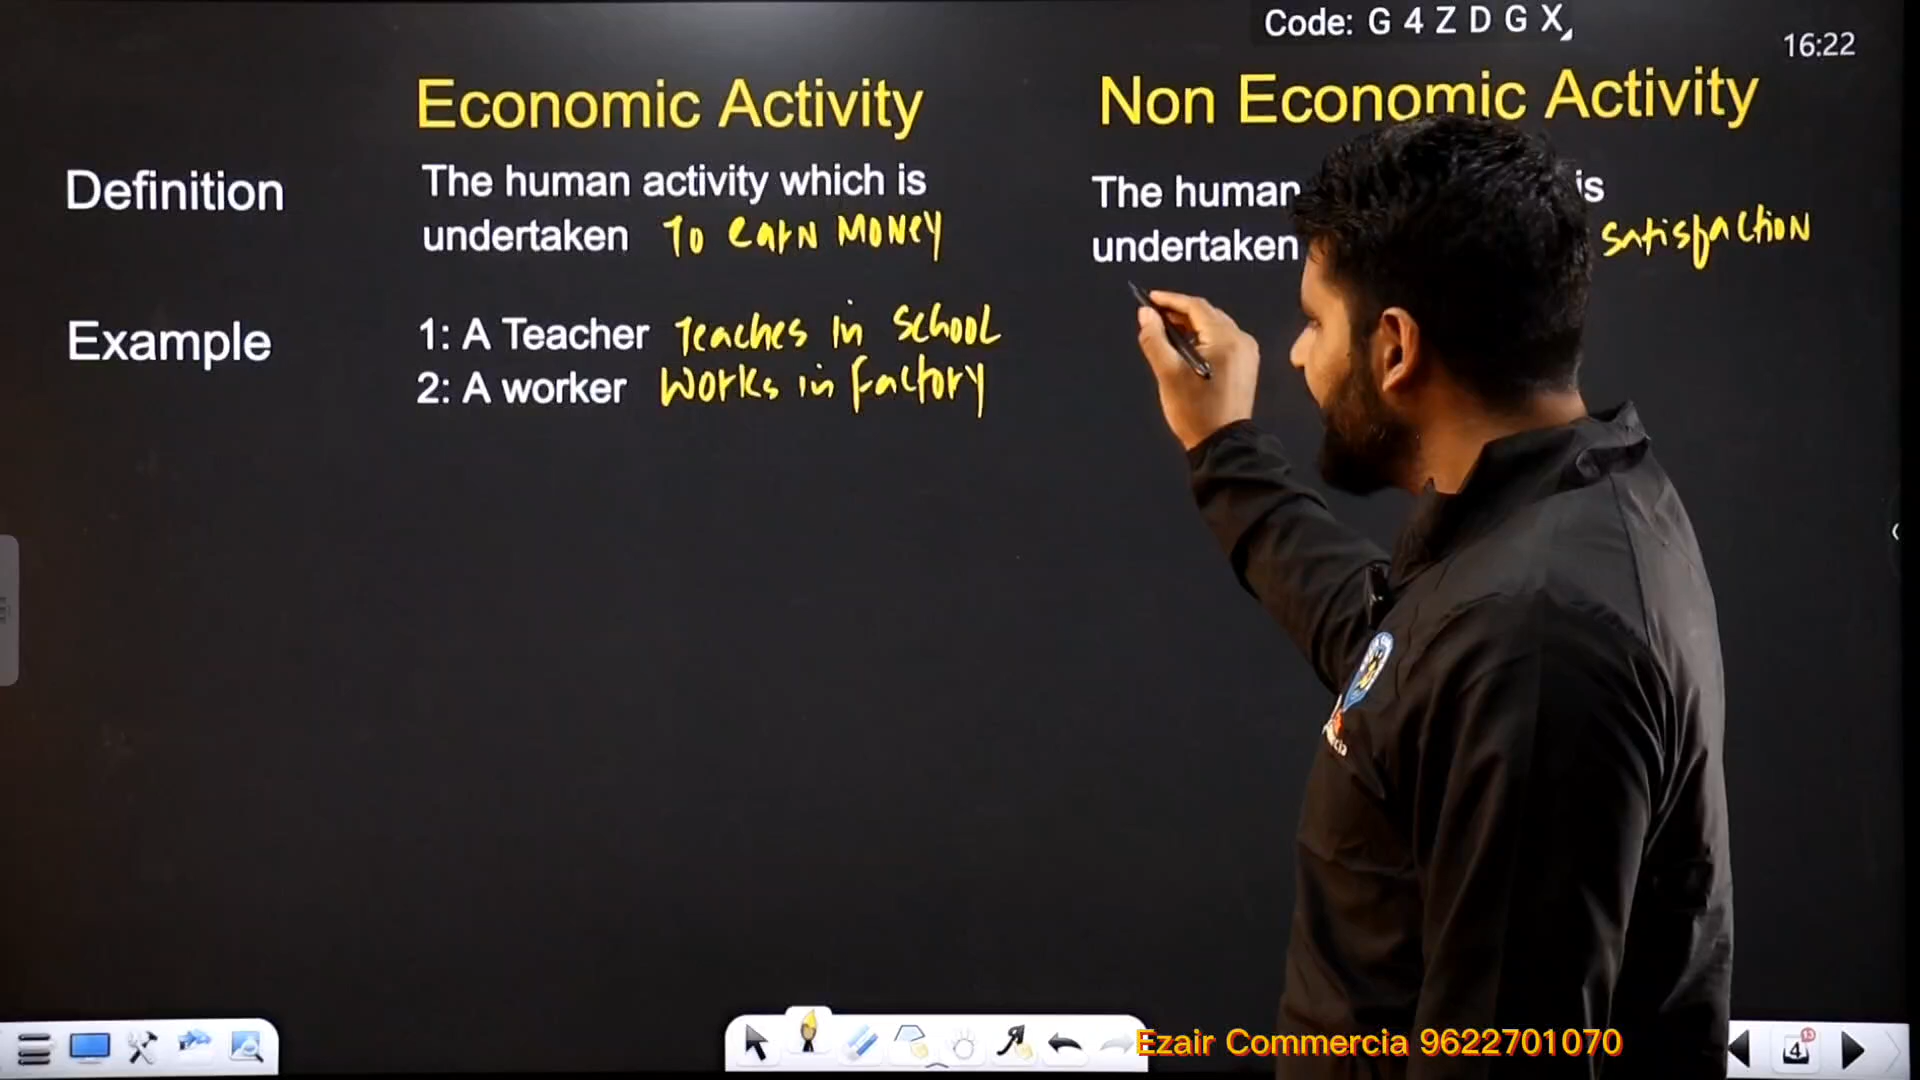 Code: G 4 Z D G X
16:22
Economic Activity
Non Economic Activity
Definition
The human activity which is
undertaken To earn Money
The human is
undertaken satisfaction
Example
1: A Teacher Teaches in School
2: A worker Works in factory
4
13
Ezair Commercia 9622701070